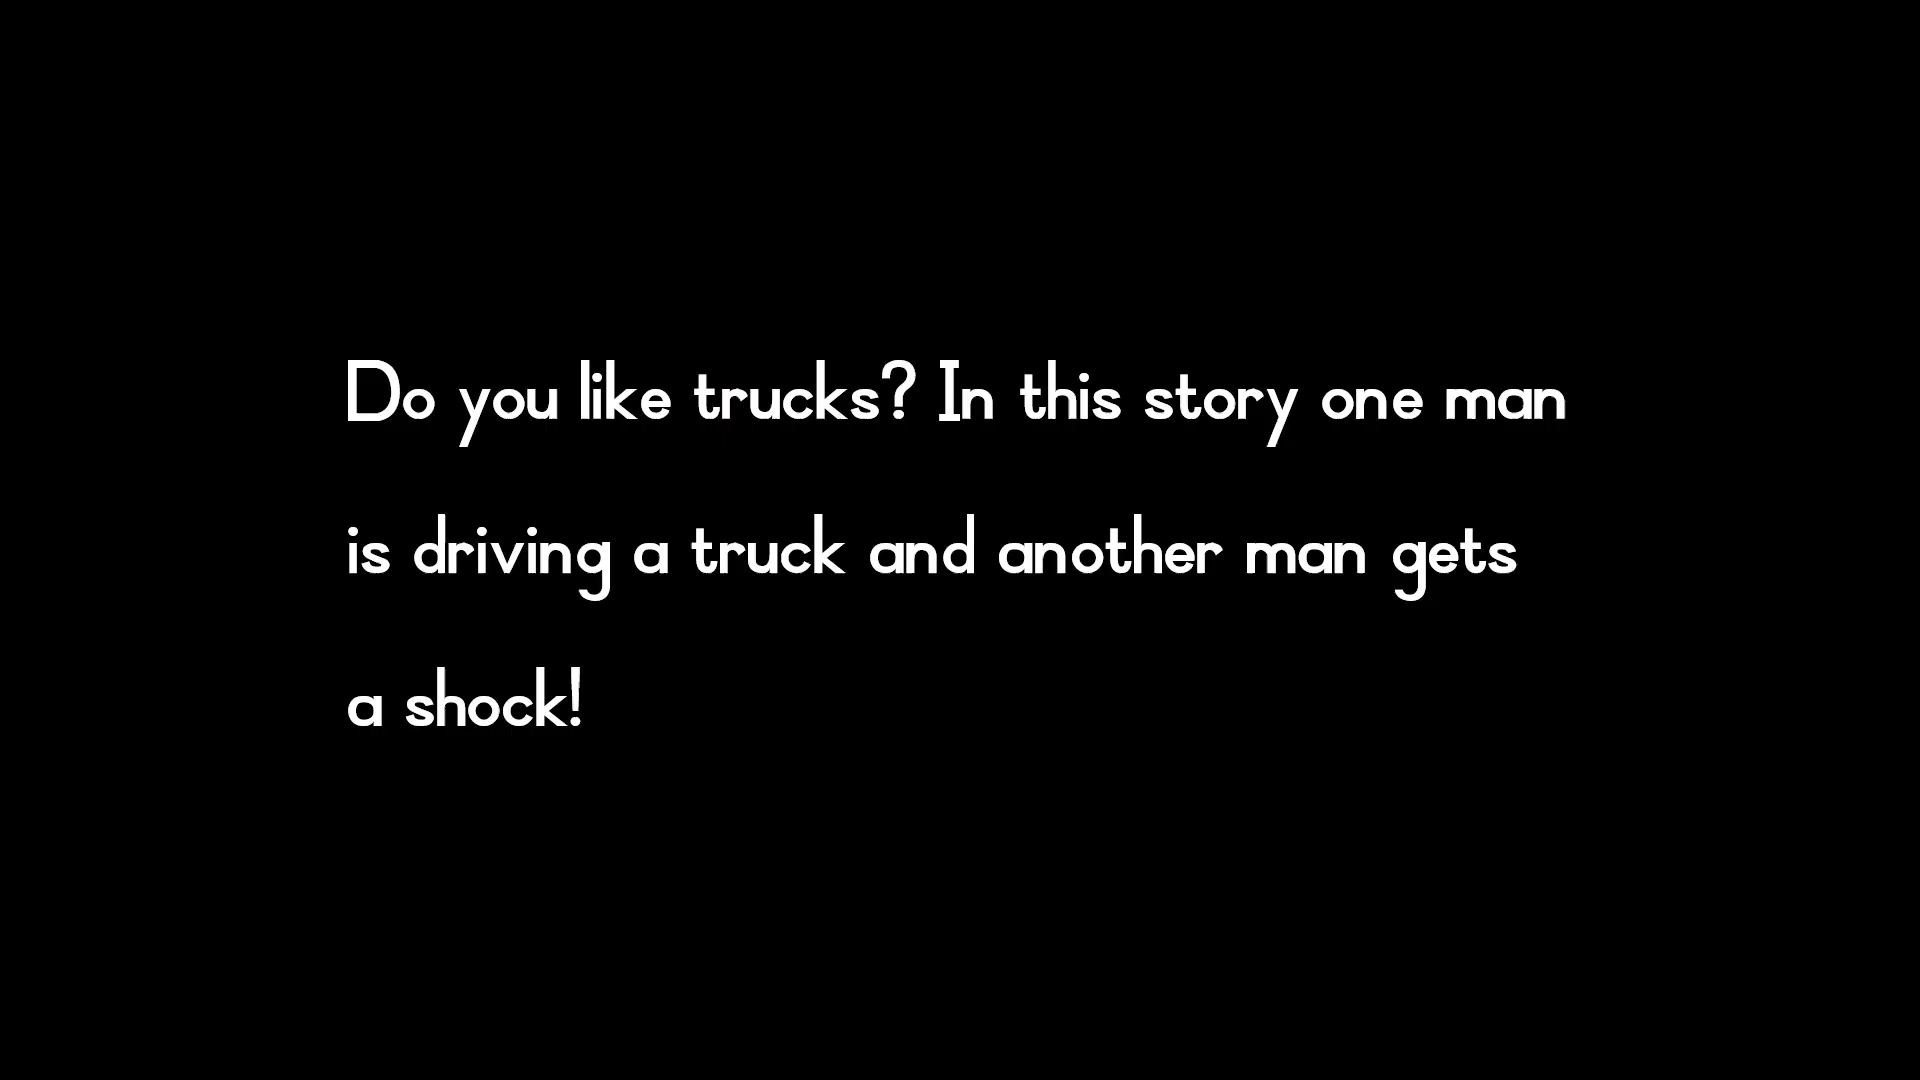 Do you like trucks? In this story one man
is driving a truck and another man gets
a shock!